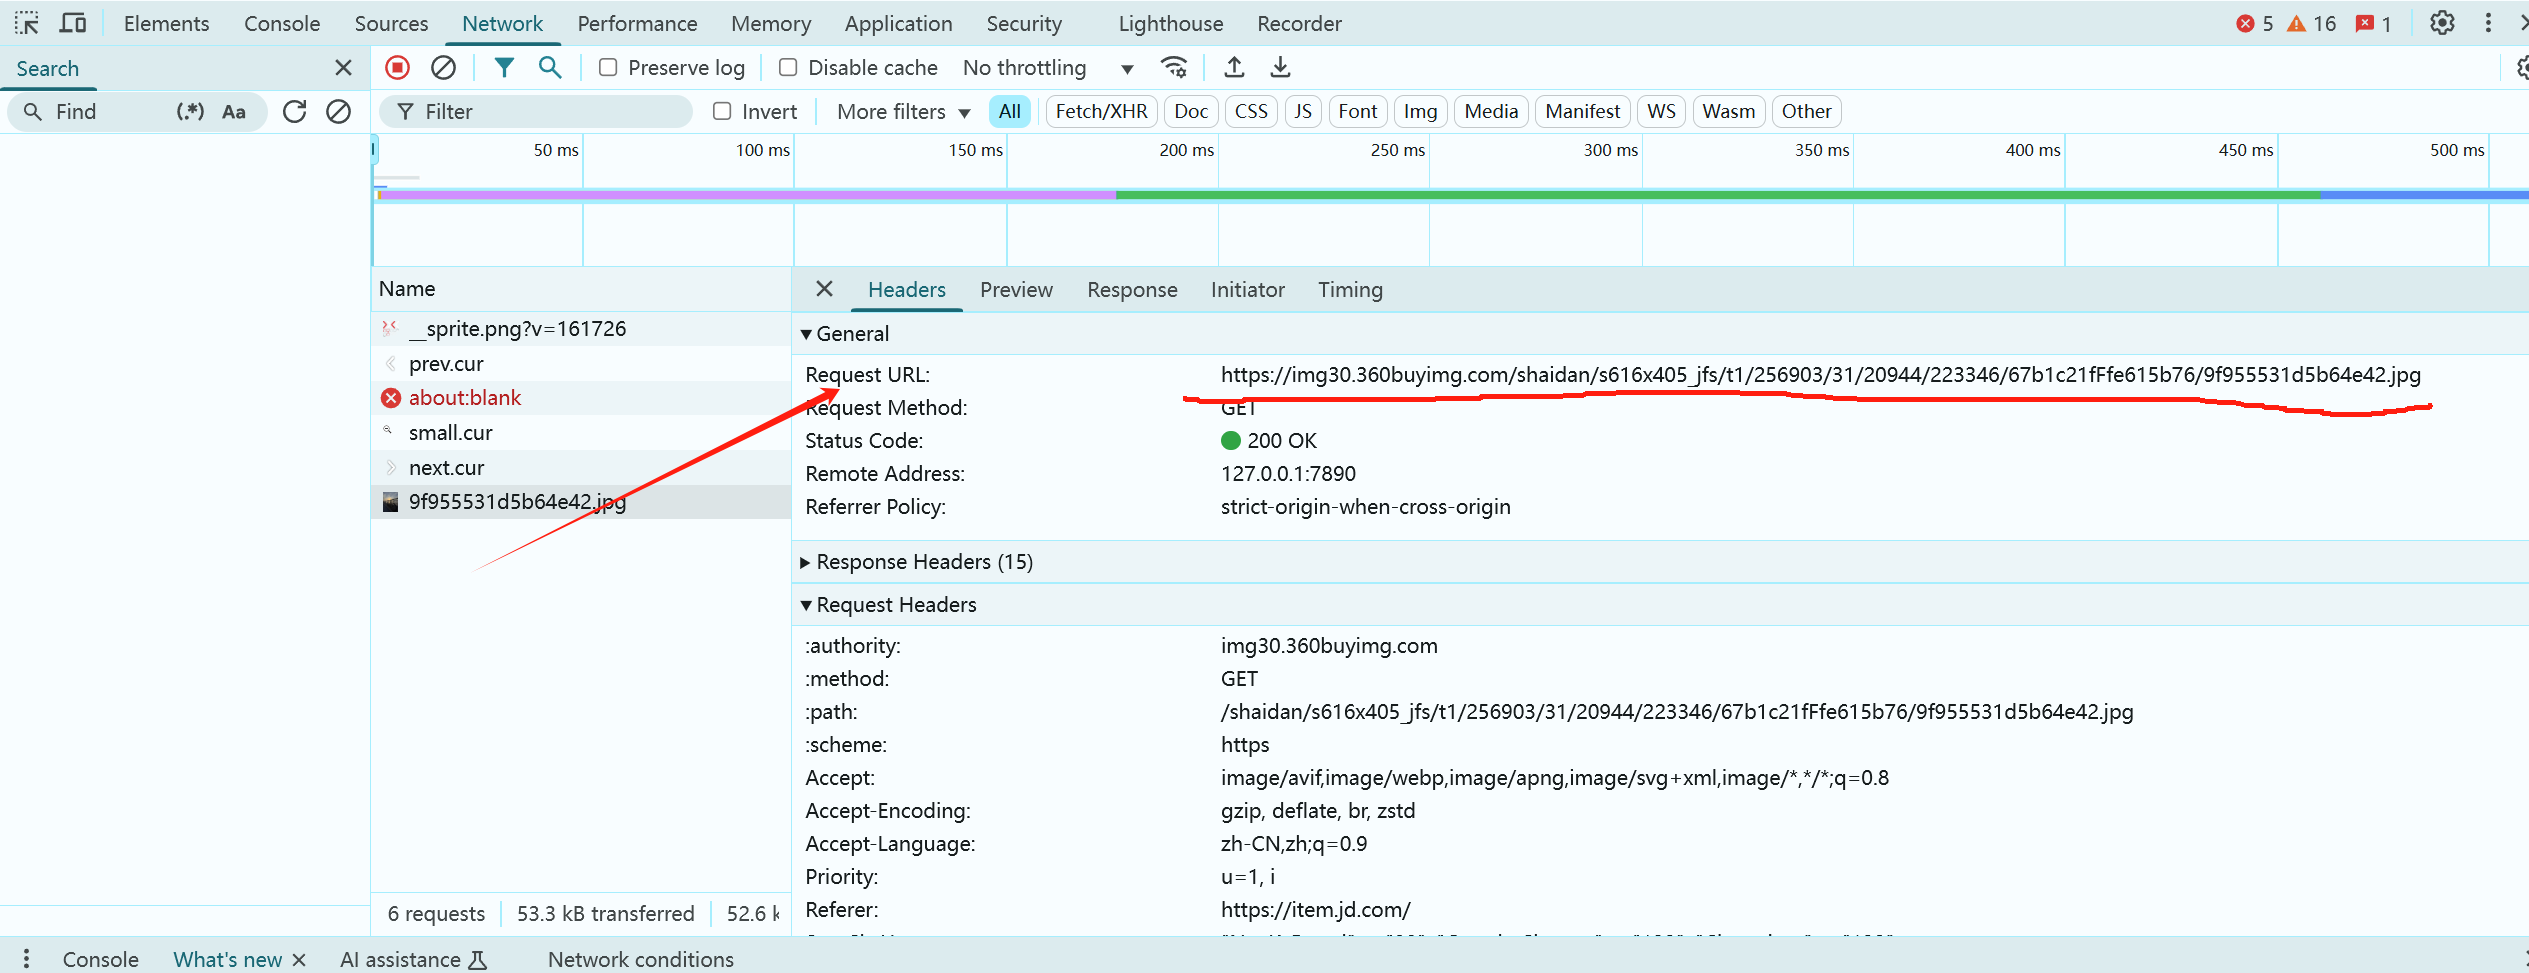 Elements Console Sources Network Performance Memory Application Security Lighthouse Recorder 5 16 1
Search
Preserve log Disable cache No throttling
Find (.*) Aa
Filter Invert More filters All Fetch/XHR Doc CSS JS Font Img Media Manifest WS Wasm Other
50 ms 100 ms 150 ms 200 ms 250 ms 300 ms 350 ms 400 ms 450 ms 500 ms
Name
__sprite.png?v=161726
prev.cur
about:blank
small.cur
next.cur
9f955531d5b64e42.jpg
6 requests 53.3 kB transferred 52.6
Headers Preview Response Initiator Timing
General
Request URL: https://img30.360buyimg.com/shaidan/s616x405_jfs/t1/256903/31/20944/223346/67b1c21fFfe615b76/9f955531d5b64e42.jpg
Request Method: GET
Status Code: 200 OK
Remote Address: 127.0.0.1:7890
Referrer Policy: strict-origin-when-cross-origin
Response Headers (15)
Request Headers
:authority: img30.360buyimg.com
:method: GET
:path: /shaidan/s616x405_jfs/t1/256903/31/20944/223346/67b1c21fFfe615b76/9f955531d5b64e42.jpg
:scheme: https
Accept: image/avif,image/webp,image/apng,image/svg+xml,image/*,*/*;q=0.8
Accept-Encoding: gzip, deflate, br, zstd
Accept-Language: zh-CN,zh;q=0.9
Priority: u=1, i
Referer: https://item.jd.com/
Console What's new AI assistance Network conditions